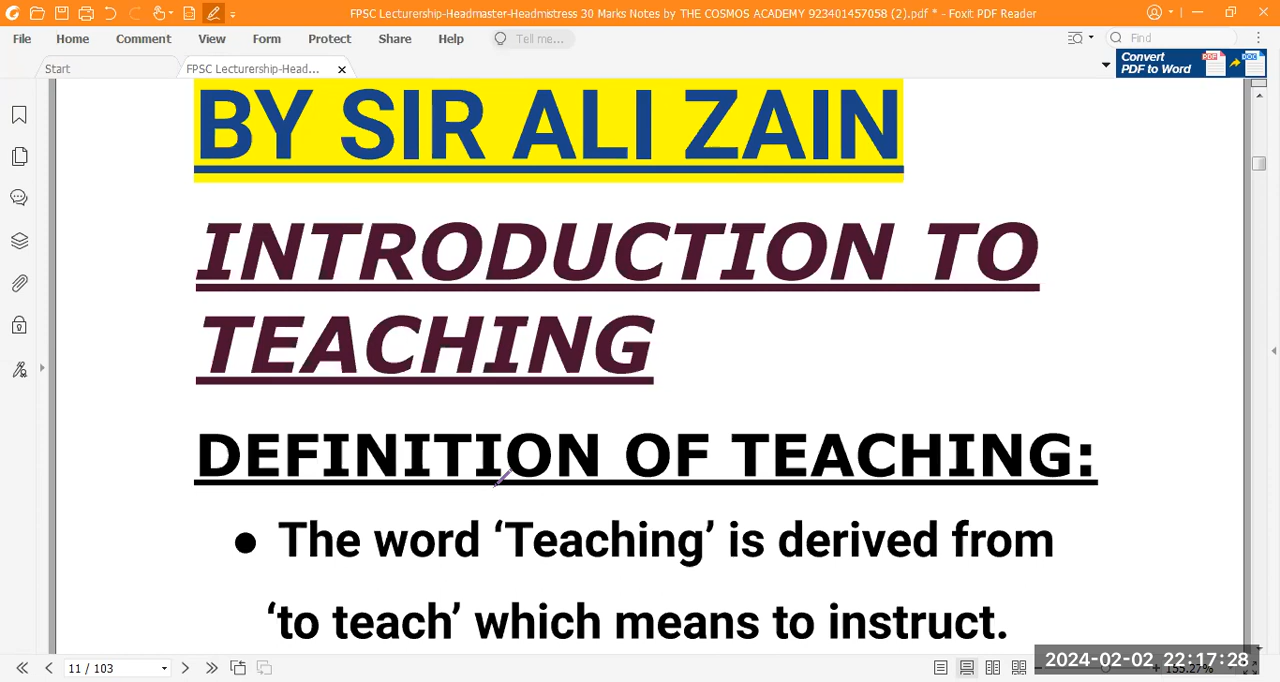 FPSC Lecturership-Headmaster-Headmistress 30 Marks Notes by THE COSMOS ACADEMY 923401457058 (2).pdf * - Foxit PDF Reader
File Home Comment View Form Protect Share Help Tell me... Find
Start FPSC Lecturership-Head... Convert PDF to Word
BY SIR ALI ZAIN
INTRODUCTION TO
TEACHING
DEFINITION OF TEACHING:
● The word ‘Teaching’ is derived from
‘to teach’ which means to instruct.
11 / 103
2024-02-02 22:17:28
155.27%